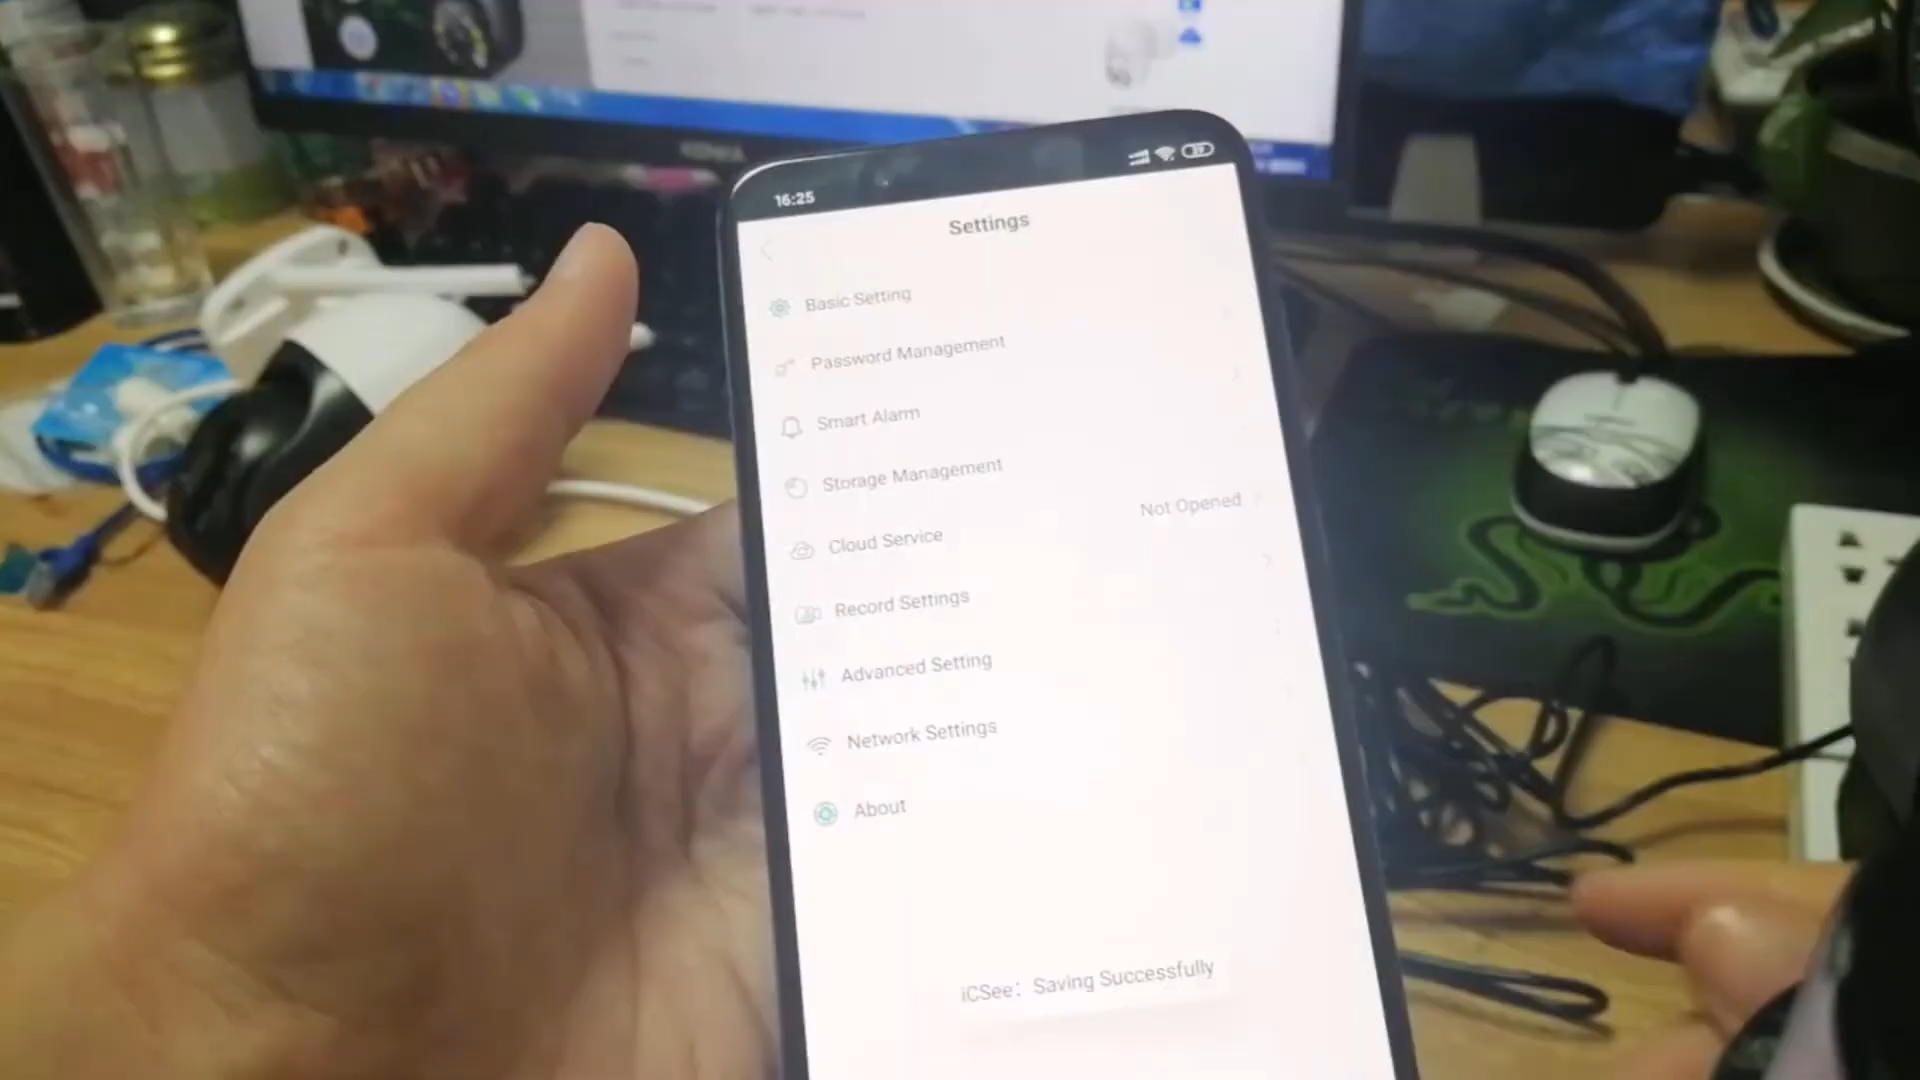 16:25
Settings
Basic Setting
Password Management
Smart Alarm
Storage Management
Cloud Service
Not Opened
Record Settings
Advanced Setting
Network Settings
About
iCSee: Saving Successfully